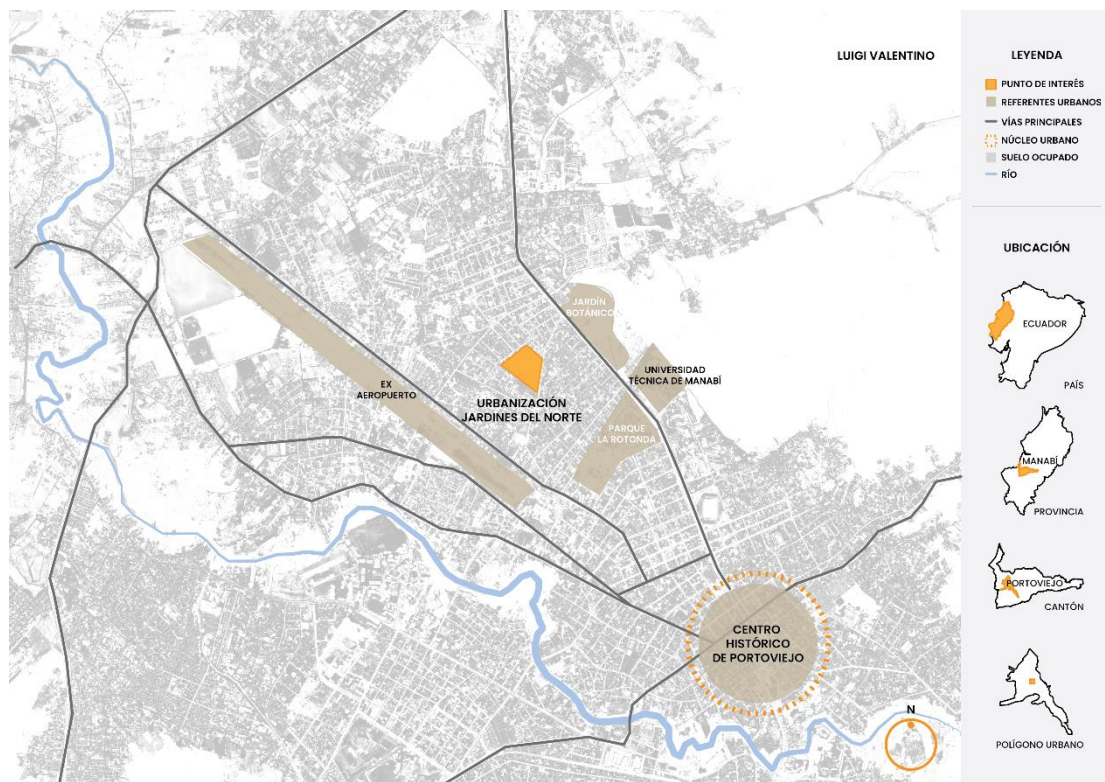 LUIGI VALENTINO
JARDÍN
BOTÁNICO
UNIVERSIDAD
TÉCNICA DE MANABÍ
EX
AEROPUERTO
URBANIZACIÓN
JARDINES DEL NORTE
PARQUE
LA ROTONDA
CENTRO
HISTÓRICO
DE PORTOVIEJO
N
LEYENDA
PUNTO DE INTERÉS
REFERENTES URBANOS
VÍAS PRINCIPALES
NÚCLEO URBANO
SUELO OCUPADO
RÍO
UBICACIÓN
ECUADOR
PAÍS
MANABÍ
PROVINCIA
PORTOVIEJO
CANTÓN
POLÍGONO URBANO